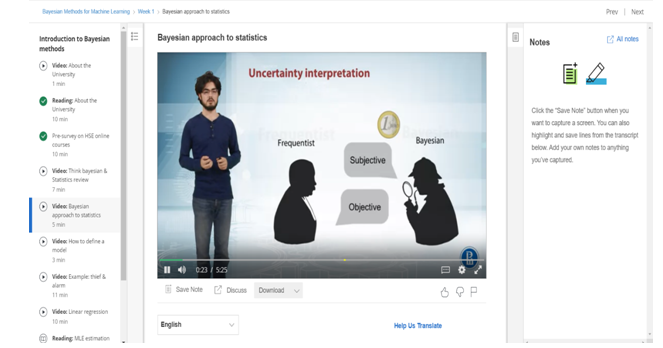 Bayesian Methods for Machine Learning > Week 1 > Bayesian approach to statistics
Prev | Next
Introduction to Bayesian
methods
Video: About the
University
1 min
Reading: About the
University
10 min
Pre-survey on HSE online
courses
10 min
Video: Think bayesian &
Statistics review
7 min
Video: Bayesian
approach to statistics
5 min
Video: How to define a
model
3 min
Video: Example: thief &
alarm
11 min
Video: Linear regression
10 min
Reading: MLE estimation
Bayesian approach to statistics
Uncertainty interpretation
Frequentist
Bayesian
Subjective
Objective
0:23 / 5:25
Save Note
Discuss
Download
English
Help Us Translate
Notes
All notes
Click the “Save Note” button when you
want to capture a screen. You can also
highlight and save lines from the transcript
below. Add your own notes to anything
you've captured.